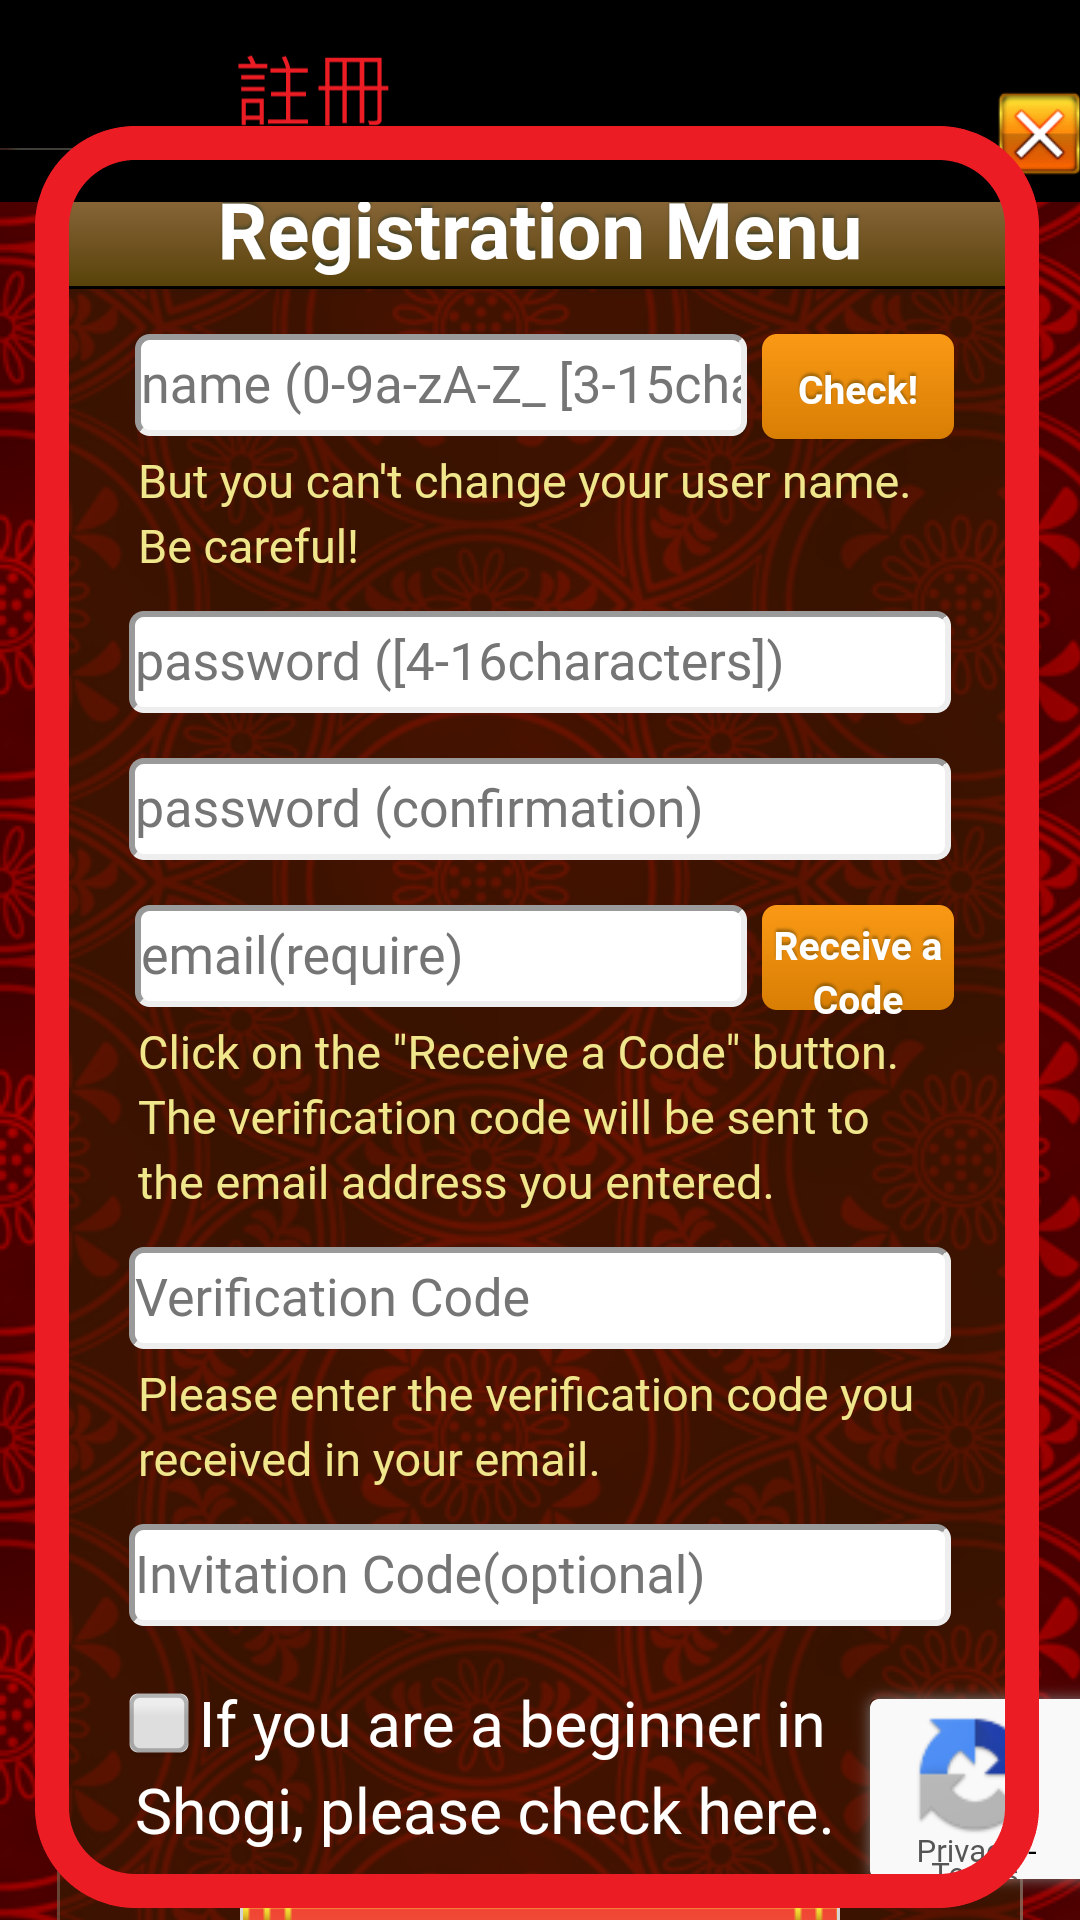 註冊
Registration Menu
name (0-9a-zA-Z_ [3-15cha
Check!
But you can't change your user name.
Be careful!
password ([4-16characters])
password (confirmation)
email(require)
Receive a
Code
Click on the "Receive a Code" button.
The verification code will be sent to
the email address you entered.
Verification Code
Please enter the verification code you
received in your email.
Invitation Code(optional)
If you are a beginner in
Shogi, please check here.